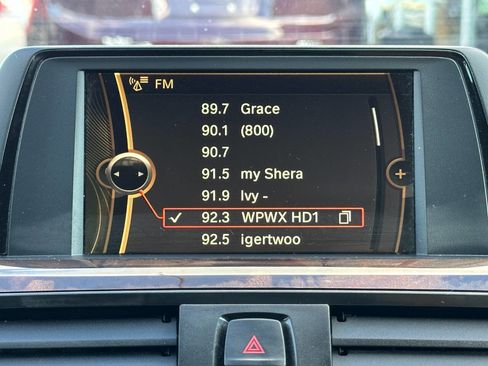 FM
89.7 Grace
90.1 (800)
90.7
91.5 my Shera
91.9 Ivy -
92.3 WPWX HD1
92.5 igertwoo